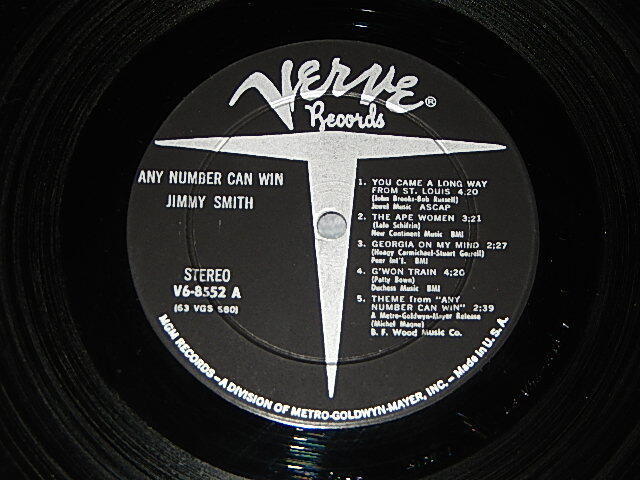 Verve®
Records
ANY NUMBER CAN WIN
JIMMY SMITH
STEREO
V6-8552 A
(63 VGS 580)
1. YOU CAME A LONG WAY
FROM ST. LOUIS 4.20
(John Brooks-Bob Russell)
Jewel Music ASCAP
2. THE APE WOMEN 3;21
(Lalo Schifrin)
New Continent Music BMI
3. GEORGIA ON MY MIND 2:27
(Hoagy Carmichael-Stuart Gorrell)
Peer Int'l. BMI
4. G'WON TRAIN 4;20
(Patty Bown)
Duchess Music BMI
5. THEME from "ANY
NUMBER CAN WIN" 2:39
A Metro-Goldwyn-Mayer Release
(Michel Magne)
B. F. Wood Music Co.
MGM RECORDS – A DIVISION OF METRO-GOLDWYN-MAYER, INC. – Made in U.S.A.